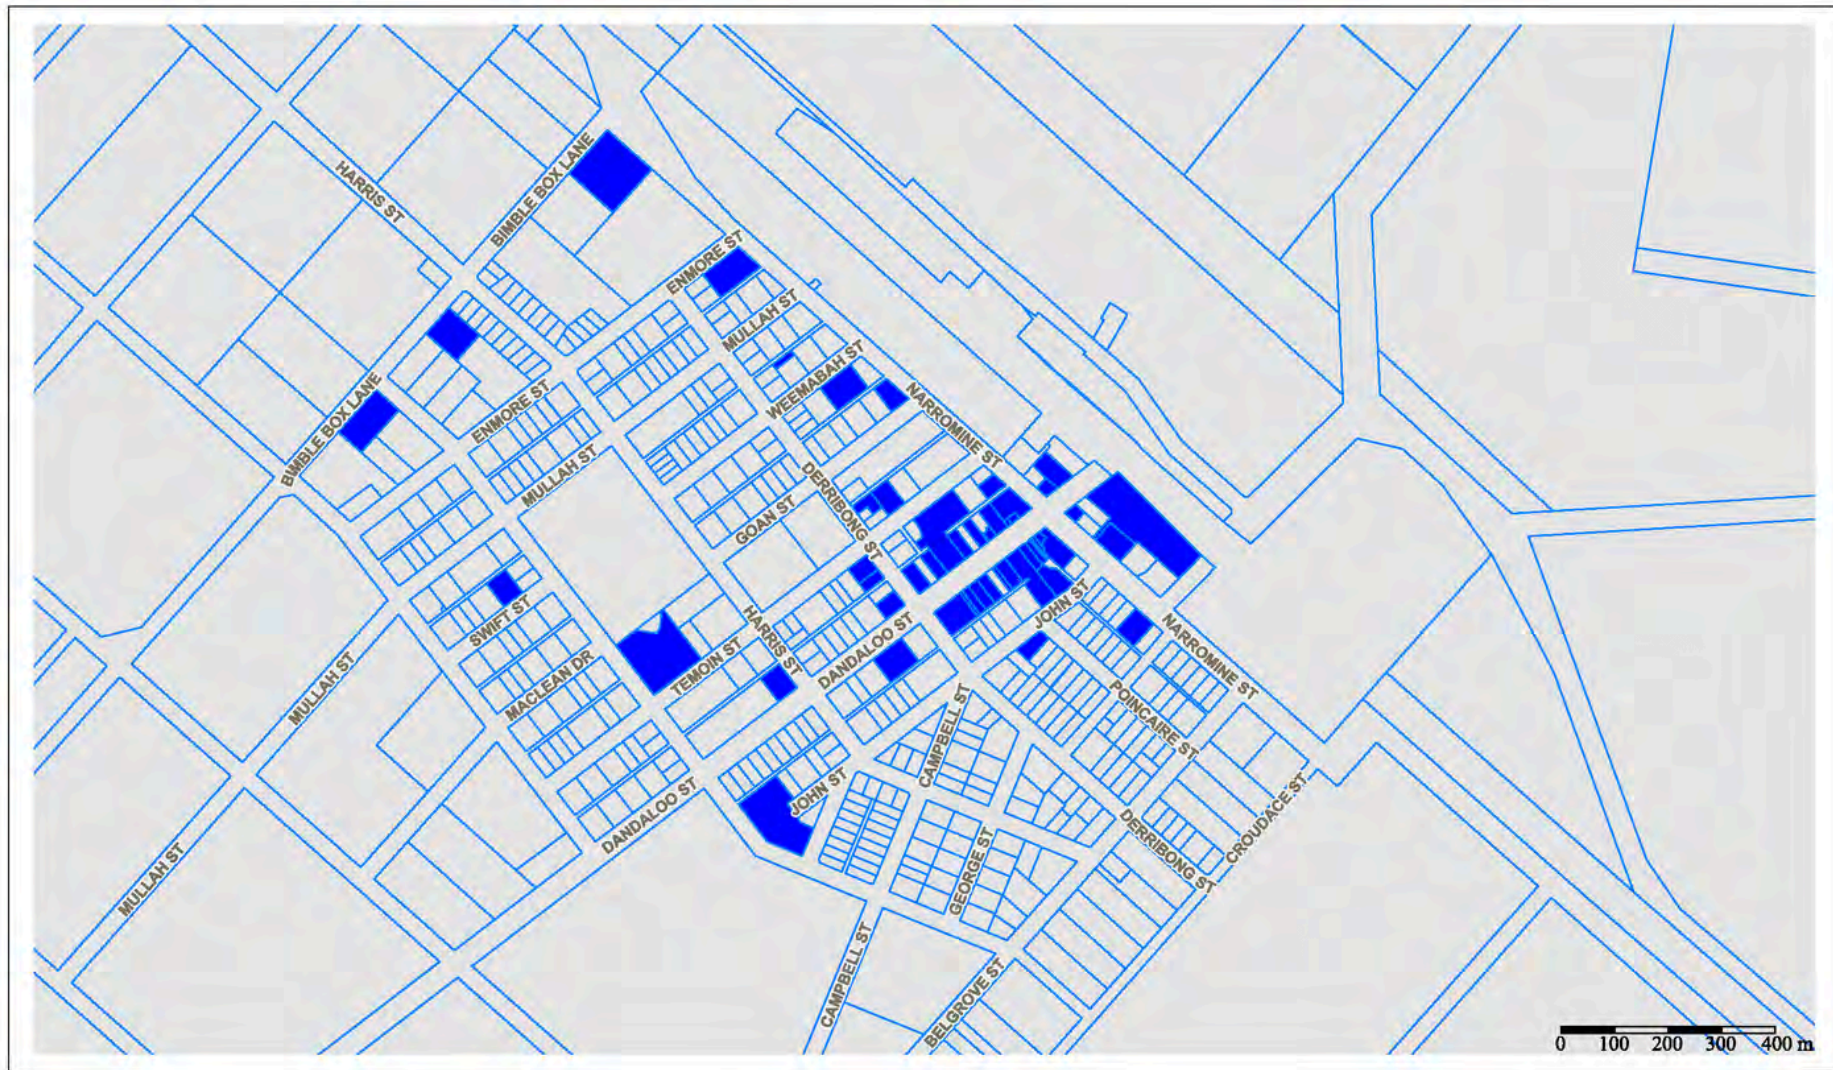 HARRIS ST
BIMBLE BOX LANE
ENMORE ST
MULLAH ST
WEEMABAH ST
NARROMINE ST
BIMBLE BOX LANE
ENMORE ST
MULLAH ST
GOAN ST
DERRIBONG ST
SWIFT ST
MACLEAN DR
MULLAH ST
TEMOIN ST
HARRIS ST
DANDALOO ST
JOHN ST
NARROMINE ST
POINCAIRE ST
CAMPBELL ST
JOHN ST
DANDALOO ST
MULLAH ST
GEORGE ST
DERRIBONG ST
CROUDACE ST
CAMPBELL ST
BELGROVE ST
0 100 200 300 400 m